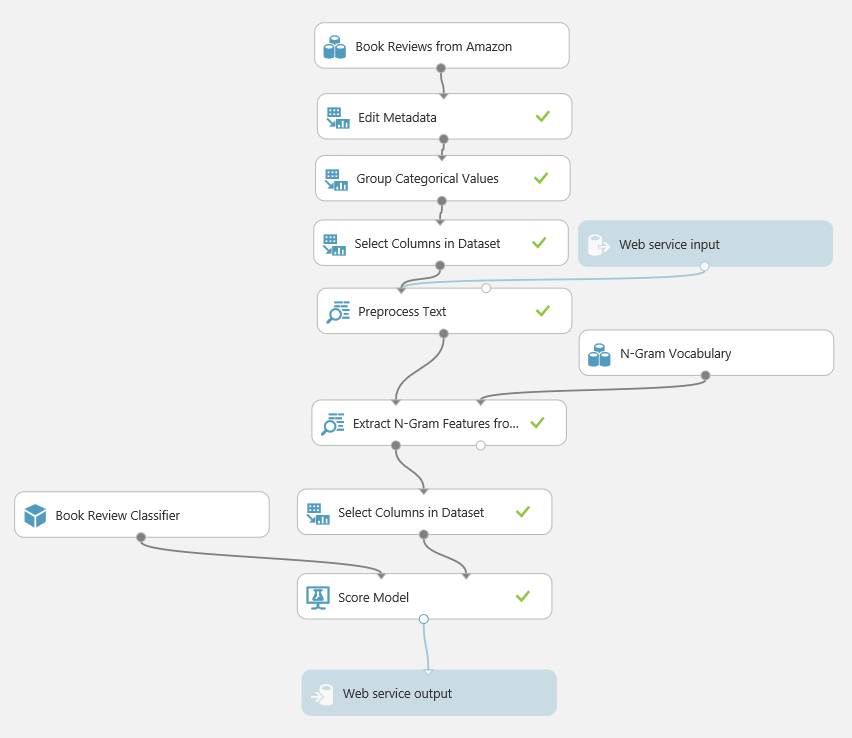 Book Reviews from Amazon
Edit Metadata
Group Categorical Values
Select Columns in Dataset
Web service input
Preprocess Text
N-Gram Vocabulary
Extract N-Gram Features fro...
Book Review Classifier
Select Columns in Dataset
Score Model
Web service output